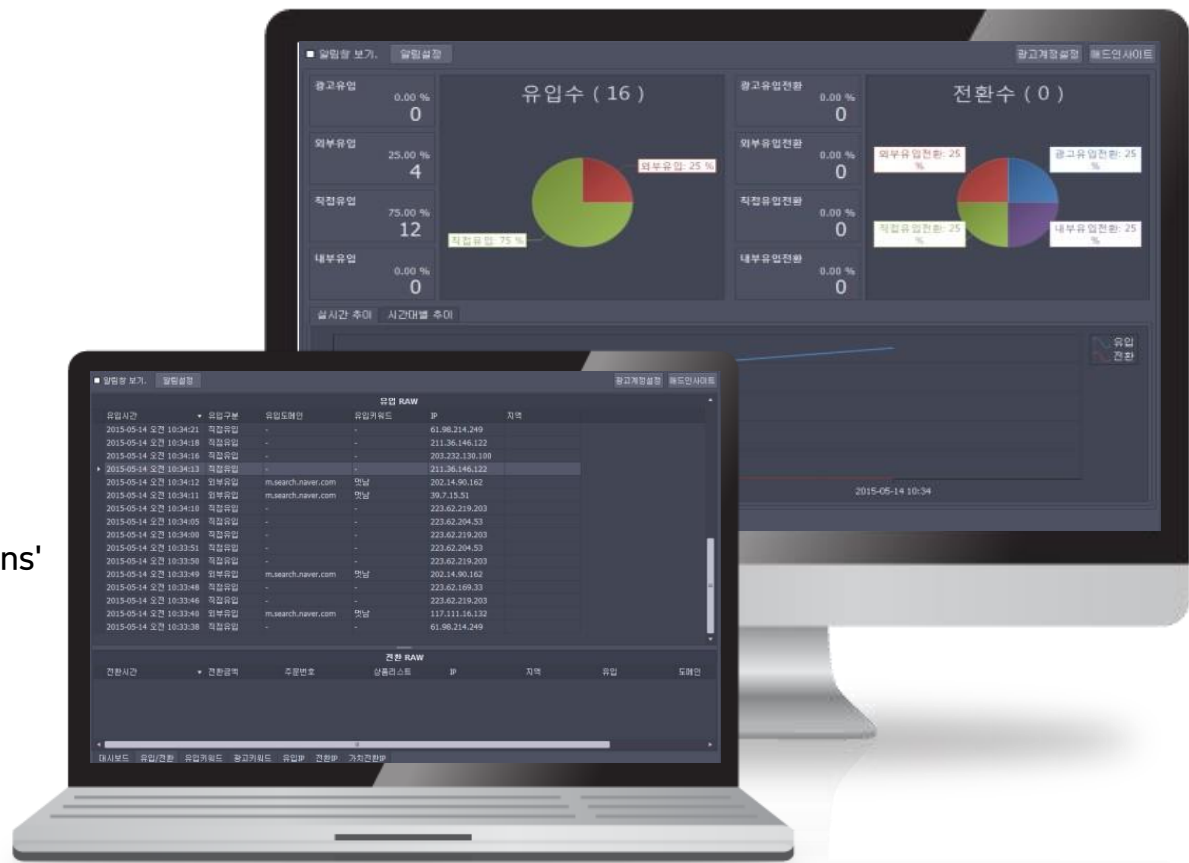 알림창 보기. 알림설정 광고계정설정 애드인사이트
광고유입
0.00 %
0
외부유입
25.00 %
4
직접유입
75.00 %
12
내부유입
0.00 %
0
유입수 ( 16 )
외부유입: 25 %
직접유입: 75 %
광고유입전환
0.00 %
0
외부유입전환
0.00 %
0
직접유입전환
0.00 %
0
내부유입전환
0.00 %
0
전환수 ( 0 )
외부유입전환: 25
%
광고유입전환: 25
%
직접유입전환: 25
%
내부유입전환: 25
%
실시간 추이 시간대별 추이
유입
전환
2015-05-14 10:34
ns'
알림창 보기. 알림설정 광고계정설정 애드인사이트
유입 RAW
유입시간 유입구분 유입도메인 유입키워드 IP 지역
2015-05-14 오전 10:34:21 직접유입 - - 61.98.214.249
2015-05-14 오전 10:34:18 직접유입 - - 211.36.146.122
2015-05-14 오전 10:34:16 직접유입 - - 203.232.130.100
2015-05-14 오전 10:34:13 직접유입 - - 211.36.146.122
2015-05-14 오전 10:34:12 외부유입 m.search.naver.com 멋남 202.14.90.162
2015-05-14 오전 10:34:11 외부유입 m.search.naver.com 멋남 39.7.15.51
2015-05-14 오전 10:34:10 직접유입 - - 223.62.219.203
2015-05-14 오전 10:34:05 직접유입 - - 223.62.204.53
2015-05-14 오전 10:34:00 직접유입 - - 223.62.219.203
2015-05-14 오전 10:33:51 직접유입 - - 223.62.204.53
2015-05-14 오전 10:33:50 직접유입 - - 223.62.219.203
2015-05-14 오전 10:33:49 외부유입 m.search.naver.com 멋남 202.14.90.162
2015-05-14 오전 10:33:48 직접유입 - - 223.62.169.33
2015-05-14 오전 10:33:46 직접유입 - - 223.62.219.203
2015-05-14 오전 10:33:40 외부유입 m.search.naver.com 멋남 117.111.16.132
2015-05-14 오전 10:33:38 직접유입 - - 61.98.214.249
전환 RAW
전환시간 전환금액 주문번호 상품리스트 IP 지역 유입 도메인
대시보드 유입/전환 유입키워드 광고키워드 유입IP 전환IP 가치전환IP